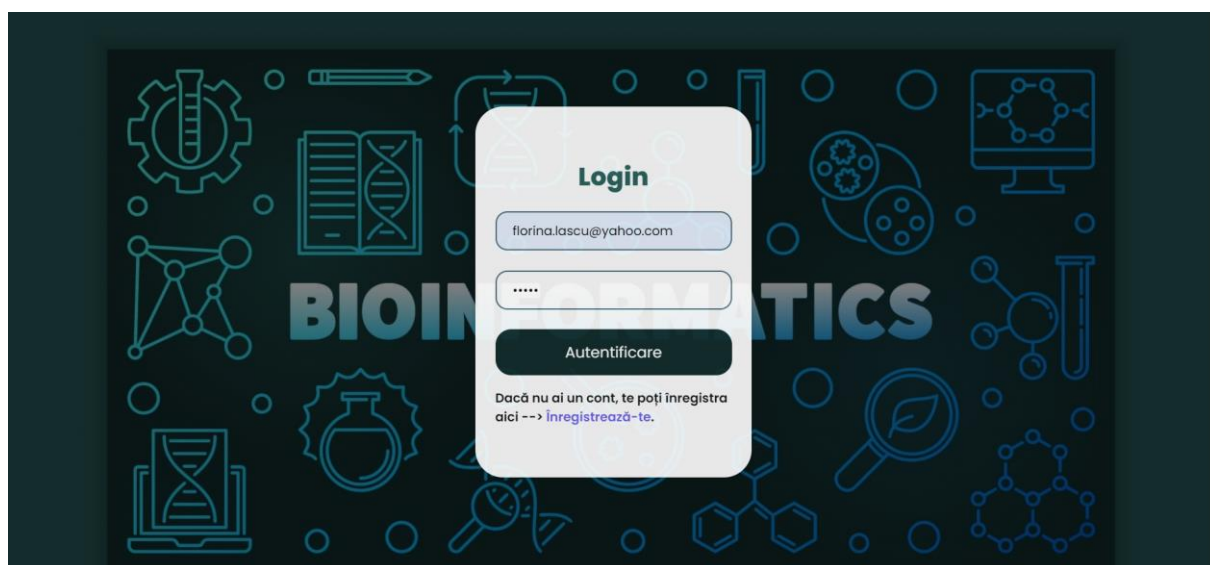 Login
florina.lascu@yahoo.com
•••••
BIOINFORMATICS
Autentificare
Dacă nu ai un cont, te poți înregistra
aici --> Înregistrează-te.